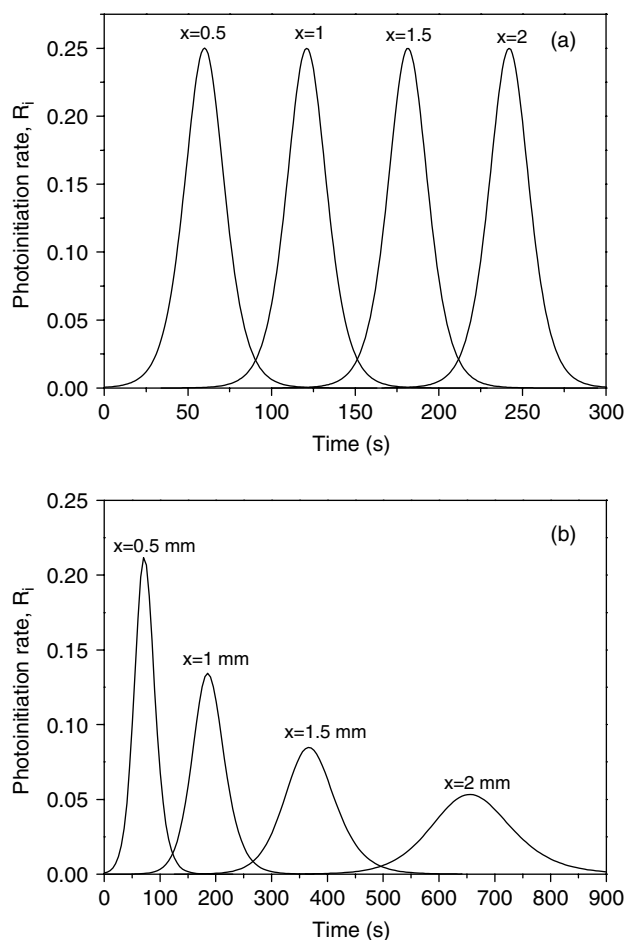 x=0.5 x=1 x=1.5 x=2 (a)
0.25
0.20
0.15
0.10
0.05
0.00
Photoinitiation rate, Ri
0 50 100 150 200 250 300
Time (s)
(b)
x=0.5 mm
x=1 mm
x=1.5 mm
x=2 mm
0.25
0.20
0.15
0.10
0.05
0.00
Photoinitiation rate, Ri
0 100 200 300 400 500 600 700 800 900
Time (s)